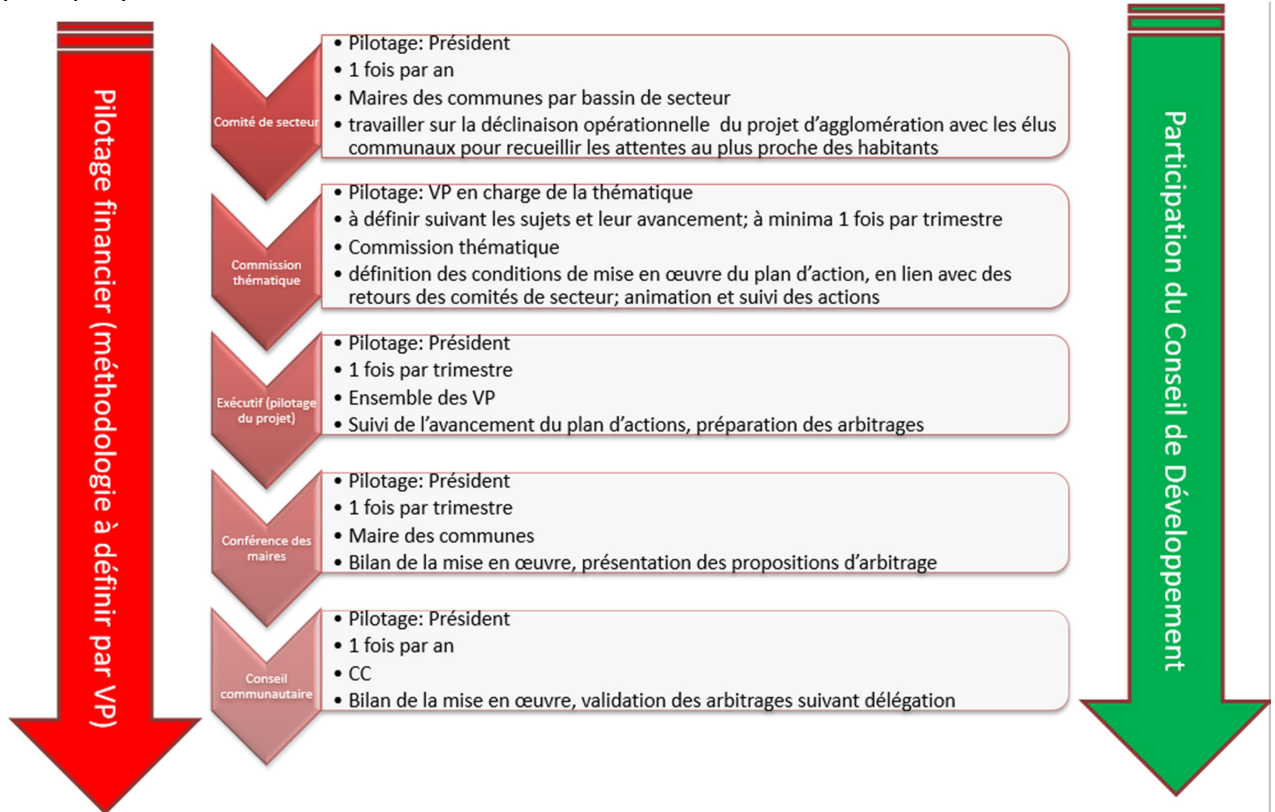 Pilotage financier (méthodologie à définir par VP)
Comité de secteur
• Pilotage: Président
• 1 fois par an
• Maires des communes par bassin de secteur
• travailler sur la déclinaison opérationnelle du projet d'agglomération avec les élus
communaux pour recueillir les attentes au plus proche des habitants
Commission
thématique
• Pilotage: VP en charge de la thématique
• à définir suivant les sujets et leur avancement; à minima 1 fois par trimestre
• Commission thématique
• définition des conditions de mise en œuvre du plan d'action, en lien avec des
retours des comités de secteur; animation et suivi des actions
Exécutif (pilotage
du projet)
• Pilotage: Président
• 1 fois par trimestre
• Ensemble des VP
• Suivi de l'avancement du plan d'actions, préparation des arbitrages
Conférence des
maires
• Pilotage: Président
• 1 fois par trimestre
• Maire des communes
• Bilan de la mise en œuvre, présentation des propositions d'arbitrage
Conseil
communautaire
• Pilotage: Président
• 1 fois par an
• CC
• Bilan de la mise en œuvre, validation des arbitrages suivant délégation
Participation du Conseil de Développement